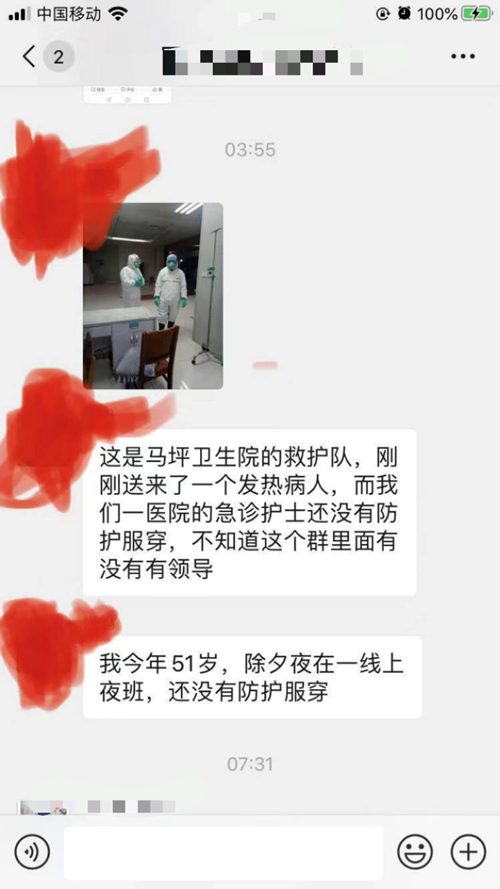 中国移动
100%
2
03:55
这是马坪卫生院的救护队，刚
刚送来了一个发热病人，而我
们一医院的急诊护士还没有防
护服穿，不知道这个群里面有
没有有领导
我今年51岁，除夕夜在一线上
夜班，还没有防护服穿
07:31